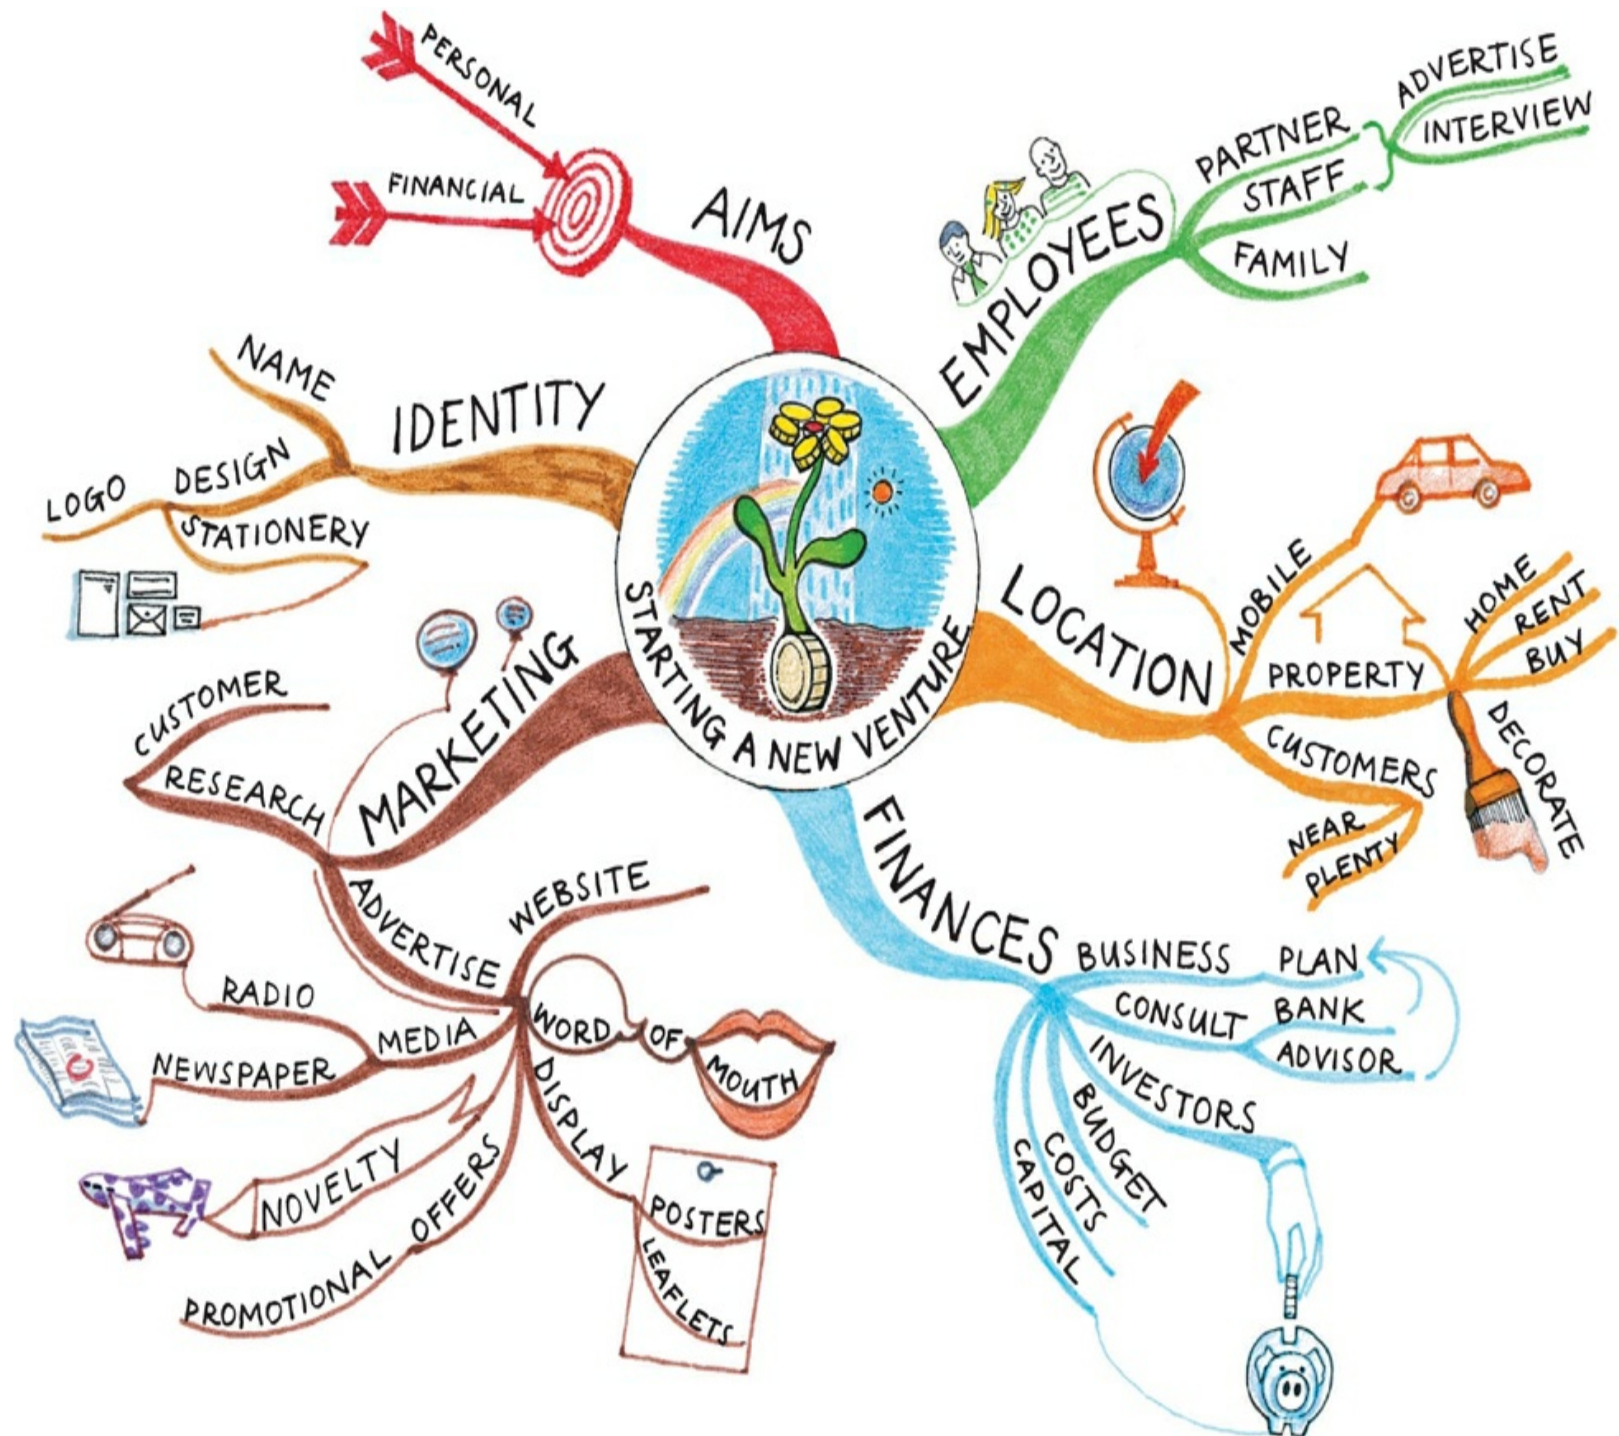 STARTING A NEW VENTURE
AIMS
PERSONAL
FINANCIAL
EMPLOYEES
PARTNER
STAFF
FAMILY
ADVERTISE
INTERVIEW
LOCATION
MOBILE
PROPERTY
HOME
RENT
BUY
DECORATE
CUSTOMERS
NEAR
PLENTY
FINANCES
BUSINESS PLAN
CONSULT
BANK
ADVISOR
INVESTORS
BUDGET
COSTS
CAPITAL
MARKETING
RESEARCH
CUSTOMER
ADVERTISE
WEBSITE
WORD OF MOUTH
DISPLAY
POSTERS
LEAFLETS
MEDIA
RADIO
NEWSPAPER
NOVELTY
PROMOTIONAL OFFERS
IDENTITY
NAME
DESIGN
LOGO
STATIONERY